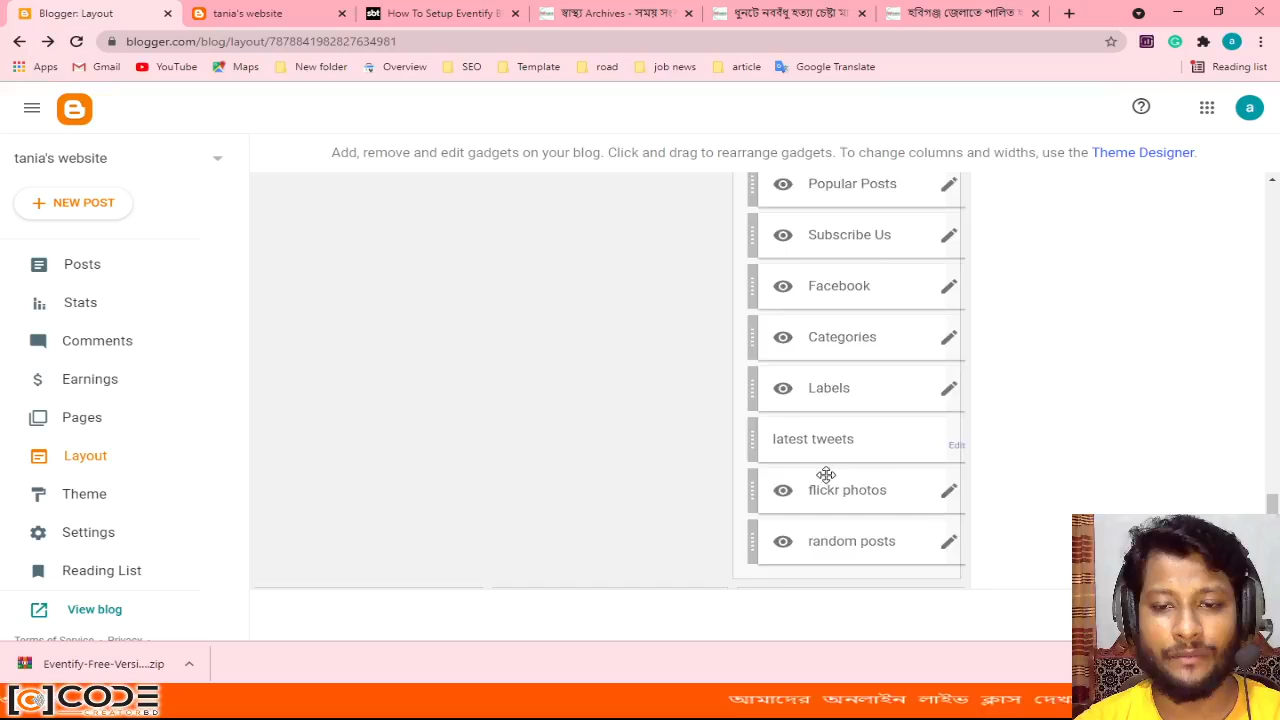 Blogger: Layout
tania's website
How To Setup Eventify B
স্বাস্থ্য Archives - সময় সংব
ধুনটে নববধূ হত্যা চেষ্টা ম
হবিগঞ্জ জেলাতে পালিত হ
blogger.com/blog/layout/7878841982827634981
Apps
Gmail
YouTube
Maps
New folder
Overview
SEO
Template
road
job news
article
Google Translate
Reading list
a
tania's website
Add, remove and edit gadgets on your blog. Click and drag to rearrange gadgets. To change columns and widths, use the Theme Designer.
NEW POST
Posts
Stats
Comments
Earnings
Pages
Layout
Theme
Settings
Reading List
View blog
Terms of Service · Privacy ·
Popular Posts
Subscribe Us
Facebook
Categories
Labels
latest tweets
Edit
flickr photos
random posts
Eventify-Free-Versi....zip
[C] CODE
CREATORBD
আমাদের অনলাইন লাইভ ক্লাস দেখ